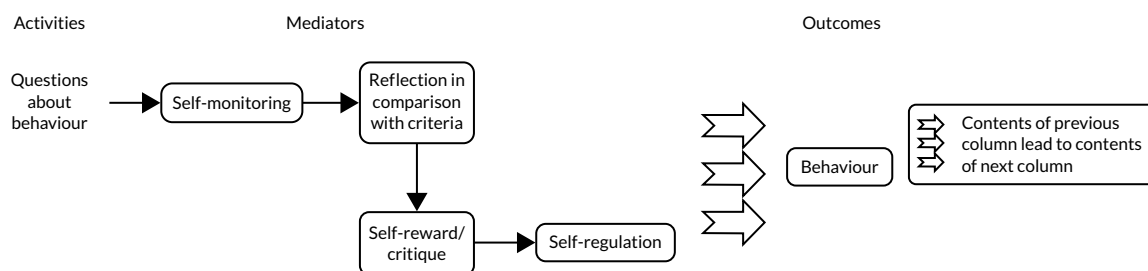 Activities
Mediators
Outcomes
Questions
about
behaviour
Self-monitoring
Reflection in
comparison
with criteria
Self-reward/
critique
Self-regulation
Behaviour
Contents of previous
column lead to contents
of next column